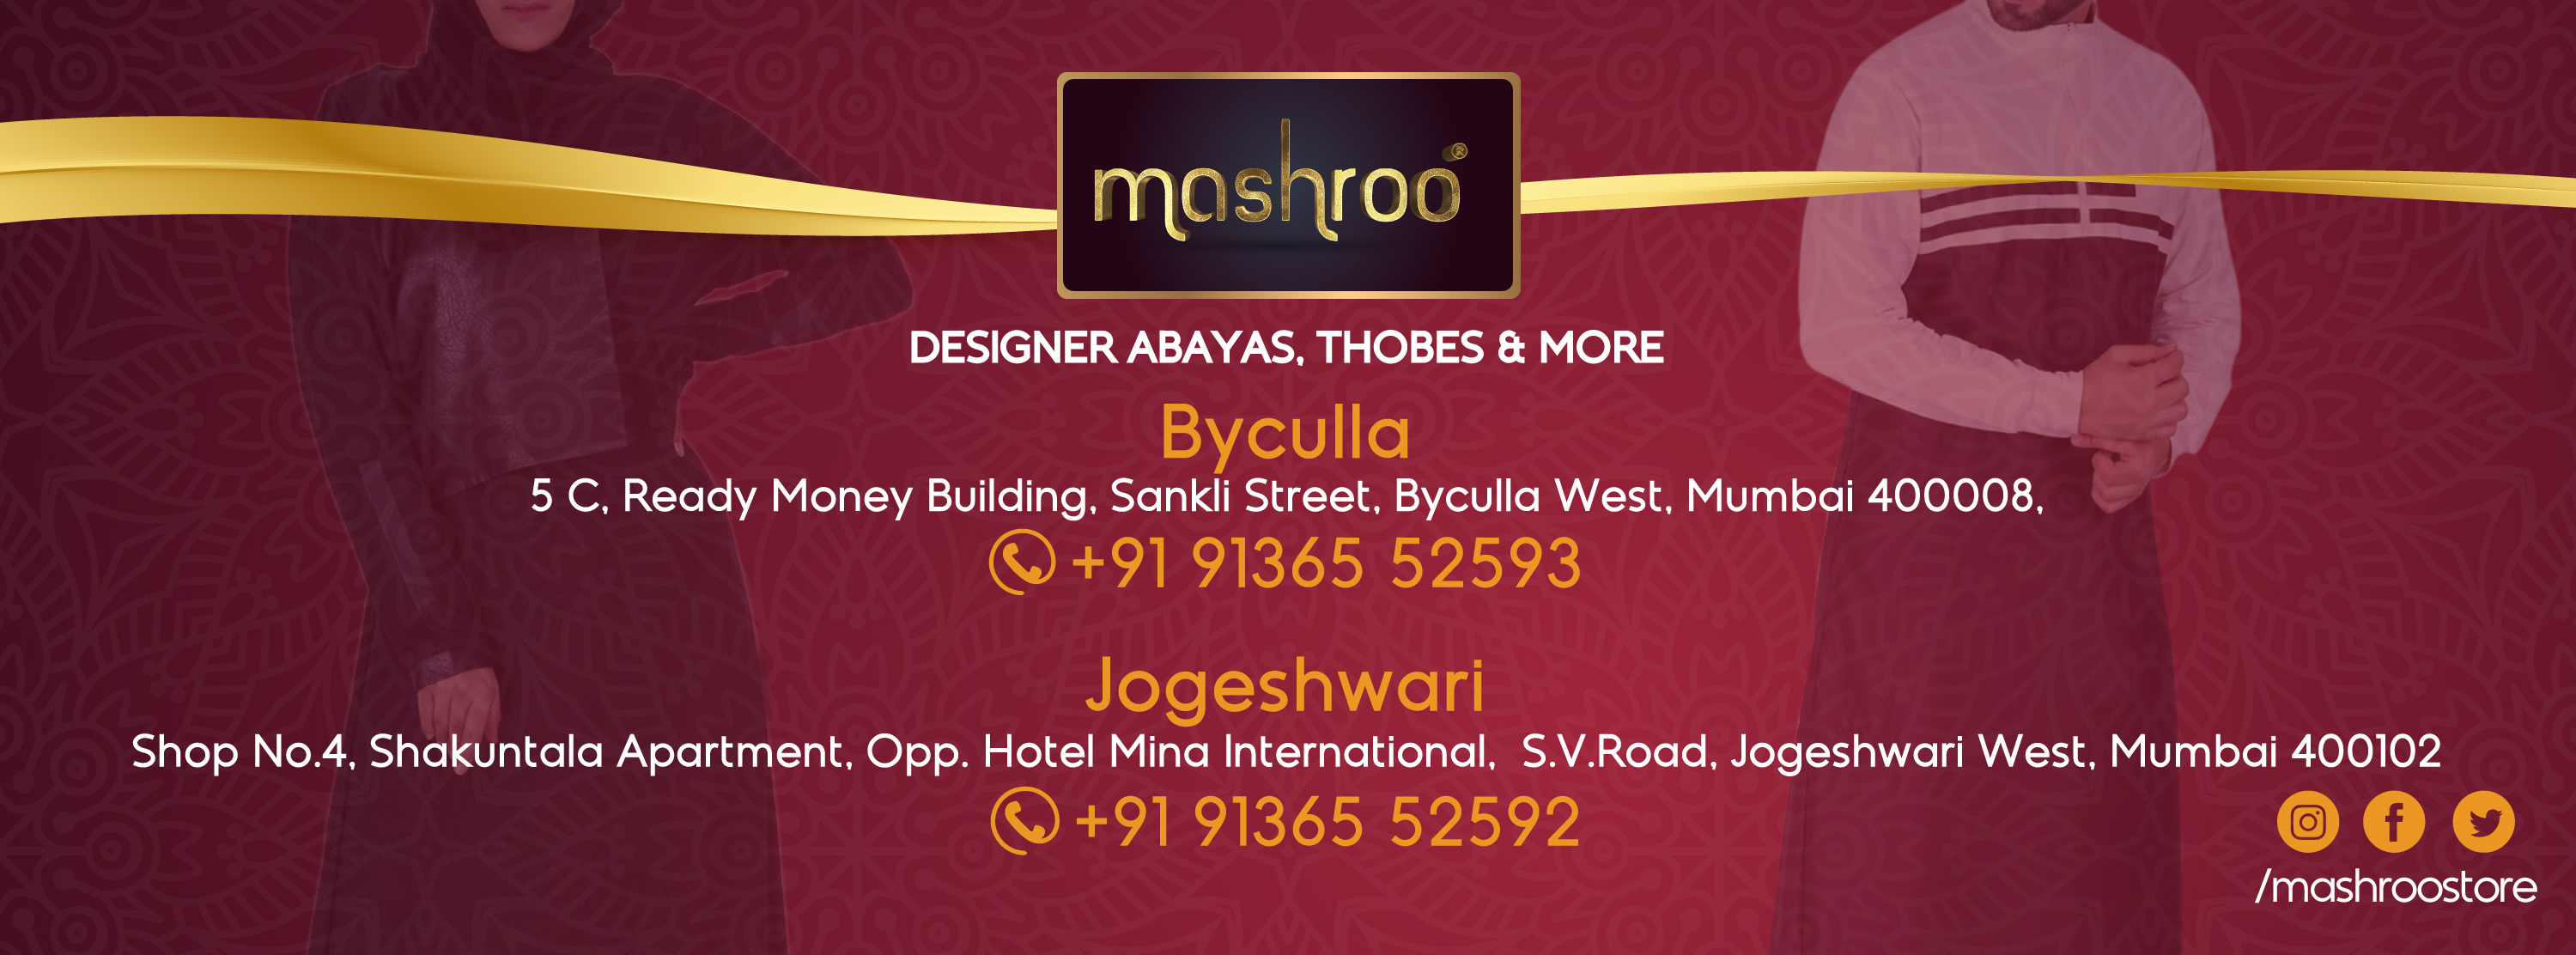 mashroo®
DESIGNER ABAYAS, THOBES & MORE
Byculla
5 C, Ready Money Building, Sankli Street, Byculla West, Mumbai 400008,
+91 91365 52593
Jogeshwari
Shop No.4, Shakuntala Apartment, Opp. Hotel Mina International, S.V.Road, Jogeshwari West, Mumbai 400102
+91 91365 52592
/mashroostore